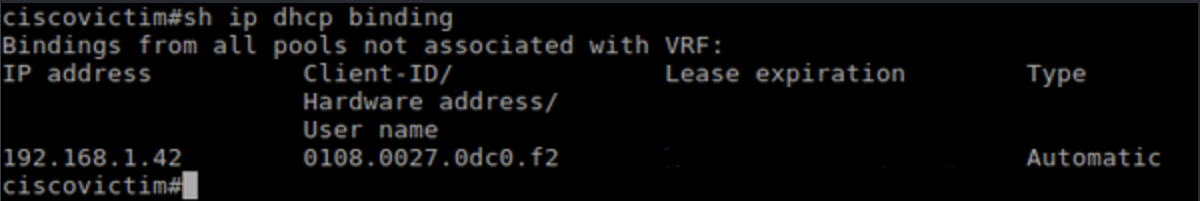 ciscovictim#sh ip dhcp binding
Bindings from all pools not associated with VRF:
IP address Client-ID/ Lease expiration Type
Hardware address/
User name
192.168.1.42 0108.0027.0dc0.f2 Automatic
ciscovictim#